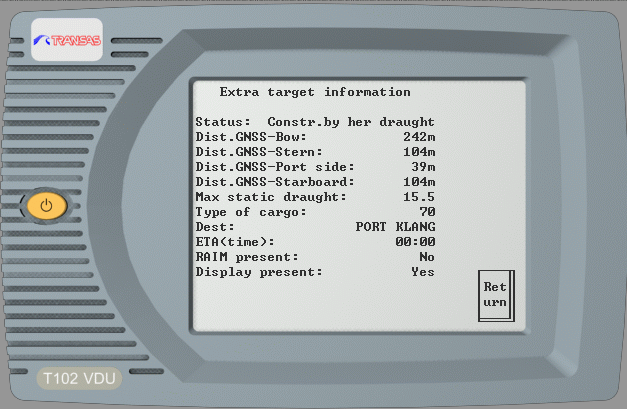 TRANSAS
Extra target information
Status: Constr.by her draught
Dist.GNSS-Bow: 242m
Dist.GNSS-Stern: 104m
Dist.GNSS-Port side: 39m
Dist.GNSS-Starboard: 104m
Max static draught: 15.5
Type of cargo: 70
Dest: PORT KLANG
ETA(time): 00:00
RAIM present: No
Display present: Yes
Ret
urn
T102 VDU